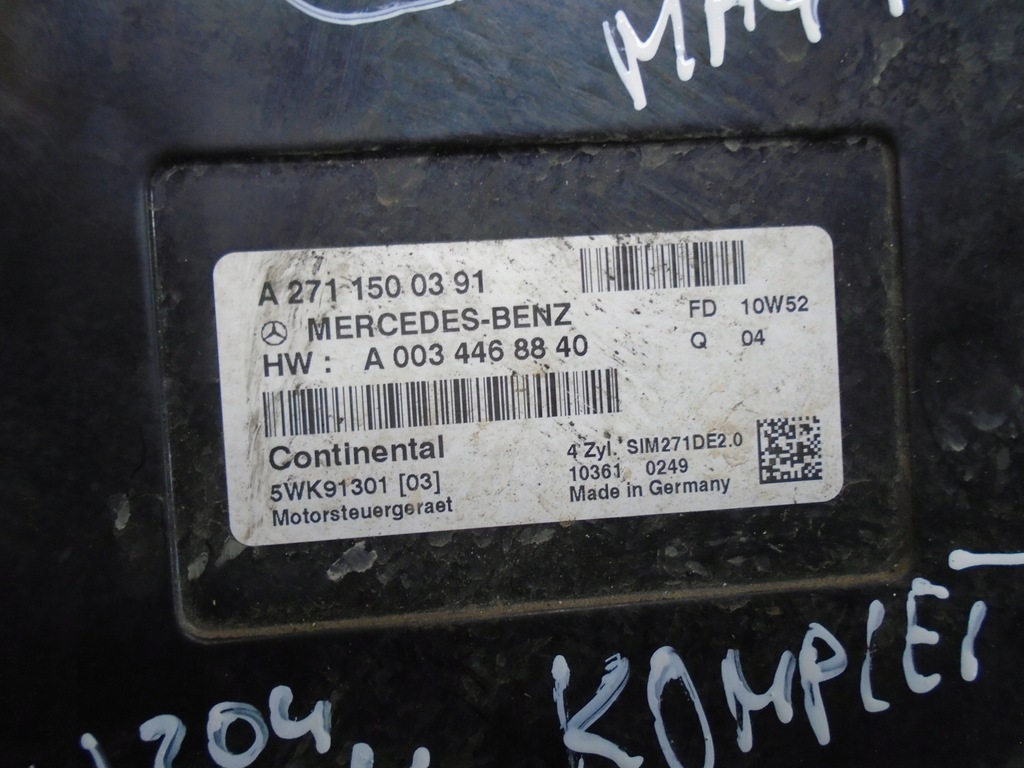 A 271 150 03 91
MERCEDES-BENZ
HW : A 003 446 88 40
FD 10W52
Q 04
Continental
5WK91301 [03]
Motorsteuergeraet
4 Zyl. SIM271DE2.0
10361 0249
Made in Germany
KOMPLET
204